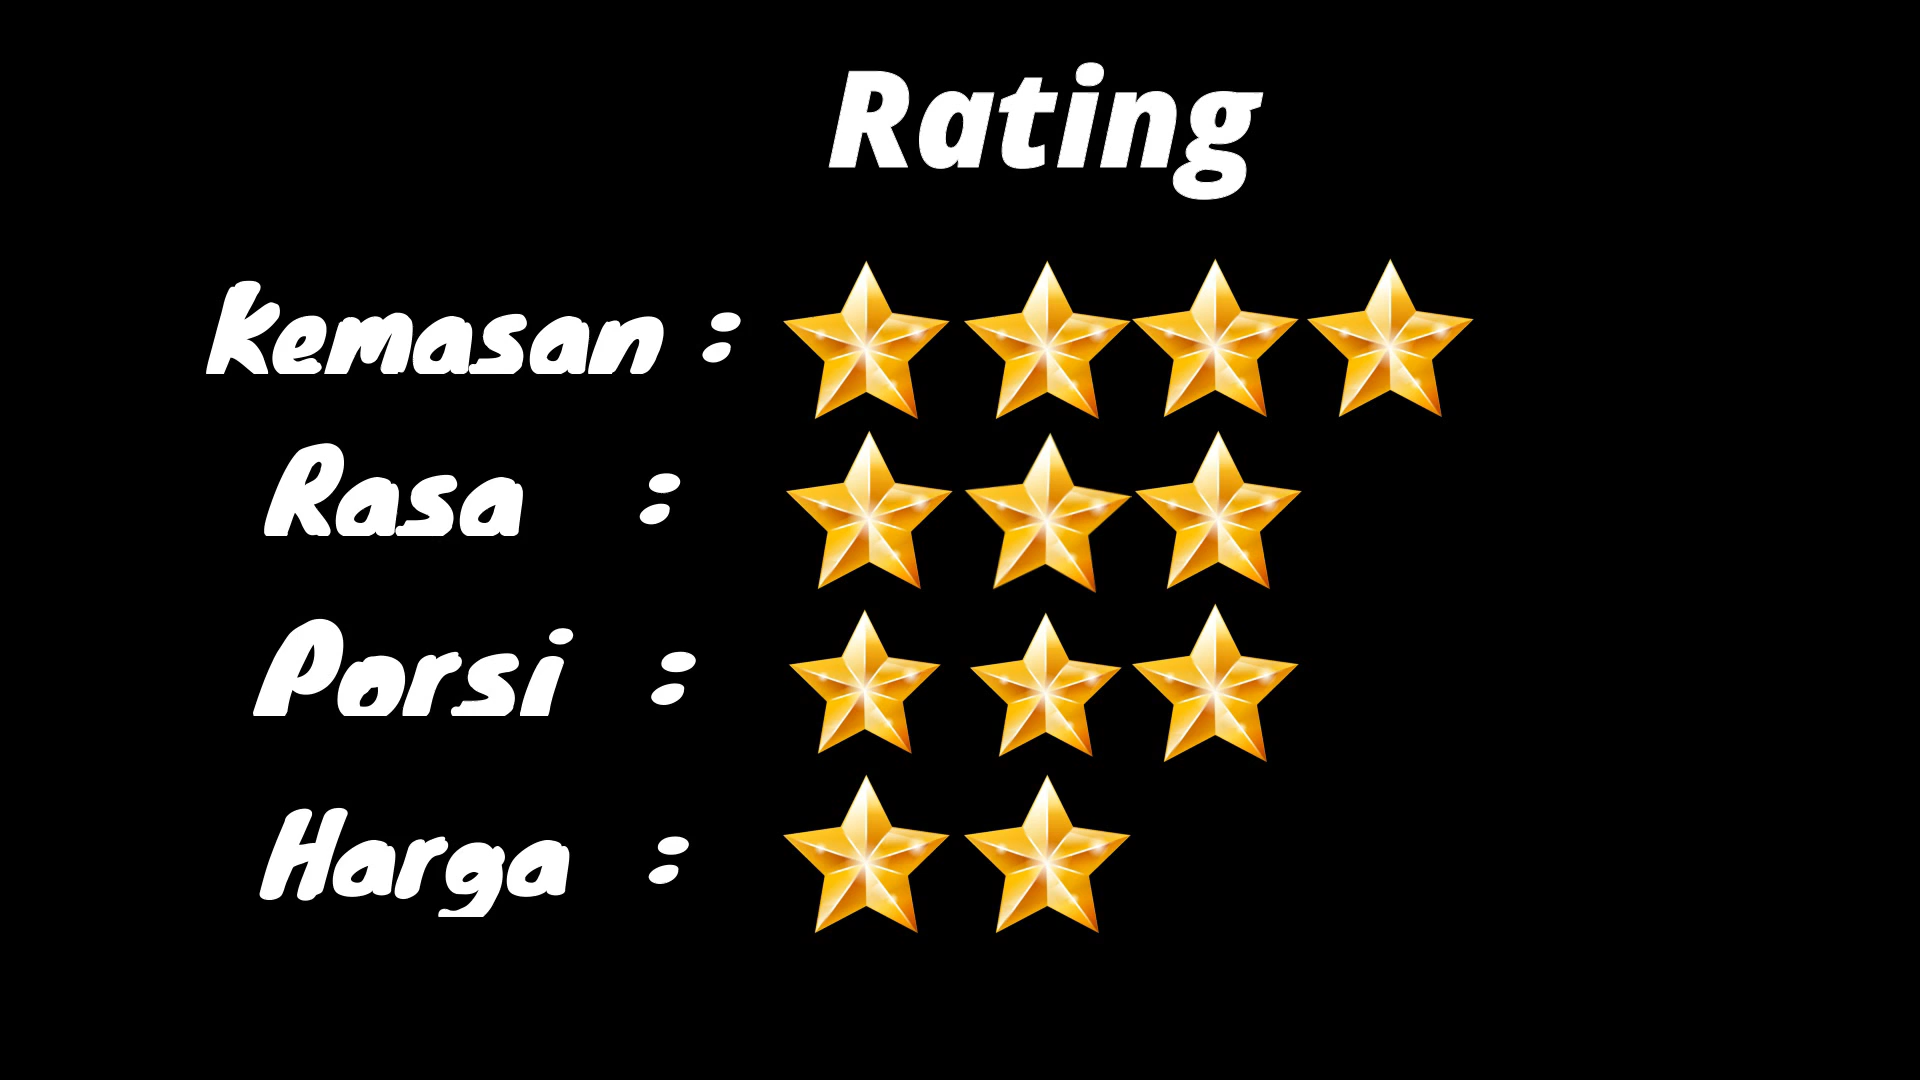 Rating
Kemasan :
Rasa :
Porsi :
Harga :